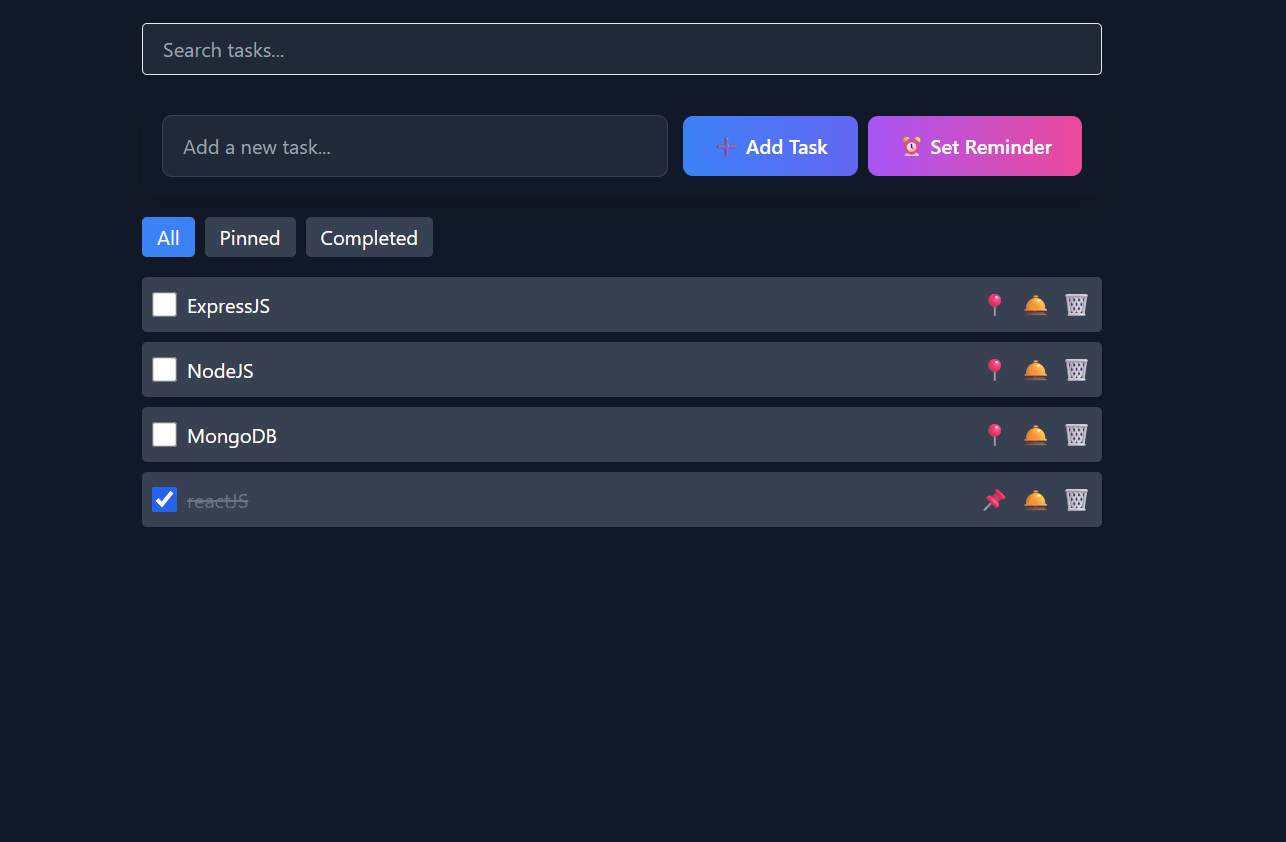 Search tasks...
Add a new task...
➕ Add Task
⏰ Set Reminder
All Pinned Completed
ExpressJS
NodeJS
MongoDB
reactJS